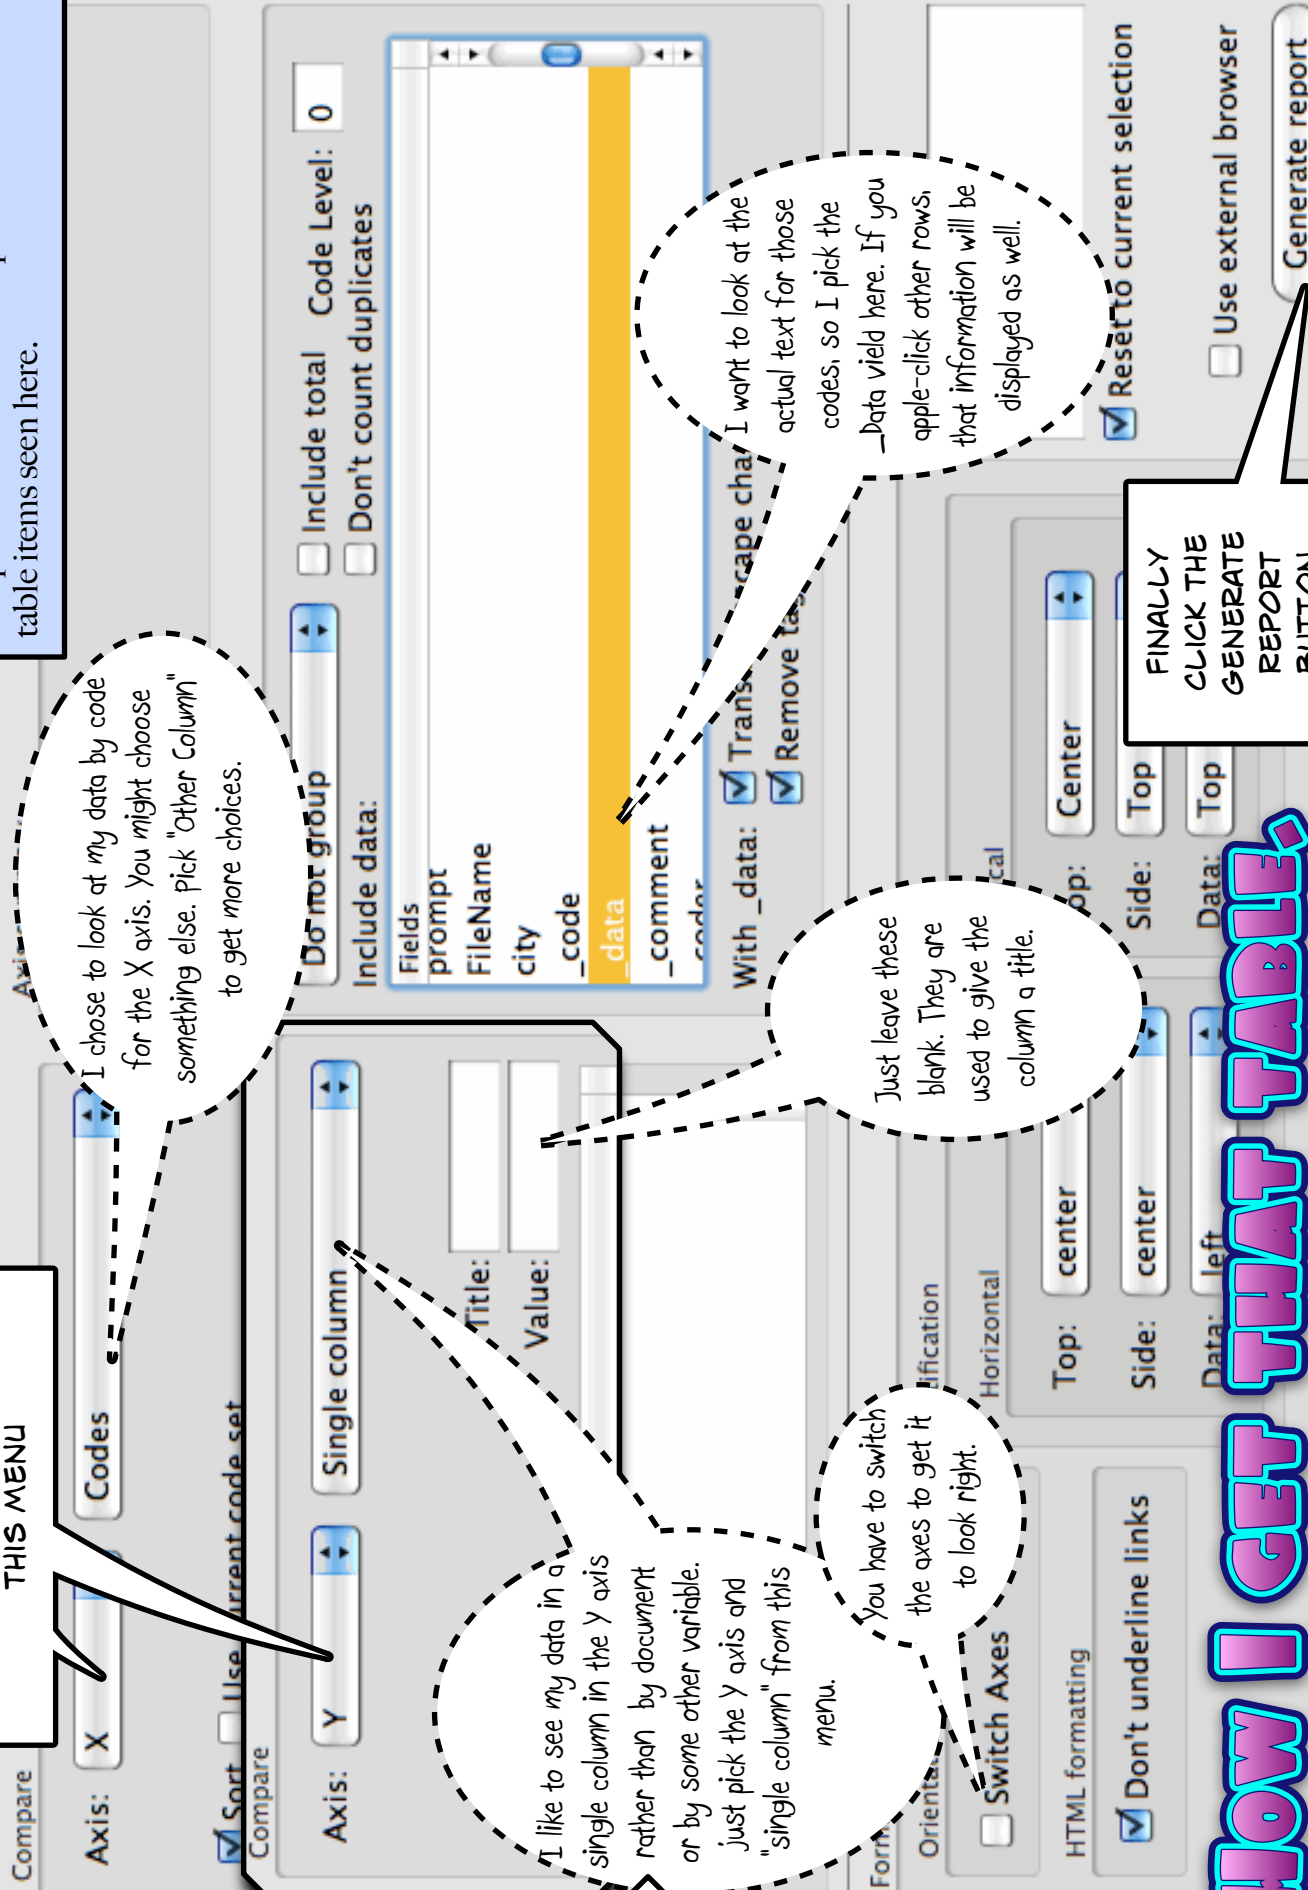 table items seen here.
THIS MENU
Compare
Axis:
X
Codes
Sort
Use current code set
I chose to look at my data by code
for the X axis. You might choose
something else. Pick "Other Column"
to get more choices.
Compare
Axis:
Y
Single column
Title:
Value:
Do not group
Include total
Code Level:
0
Don't count duplicates
Include data:
Fields
prompt
FileName
city
_code
_data
_comment
_coder
With _data:
Remove
I want to look at the
actual text for those
codes, so I pick the
_Data vield here. If you
apple-click other rows,
that information will be
displayed as well.
I like to see my data in a
single column in the Y axis
rather than by document
or by some other variable.
just pick the Y axis and
"single column" from this
menu.
Just leave these
blank. They are
used to give the
column a title.
You have to switch
the axes to get it
to look right.
Switch Axes
HTML formatting
Don't underline links
Horizontal
Top:
center
Side:
center
Data:
left
Center
Side:
Top
Data:
Top
Reset to current selection
Use external browser
Generate report
FINALLY
CLICK THE
GENERATE
REPORT
BUTTON
HOW I GET THAT TABLE.